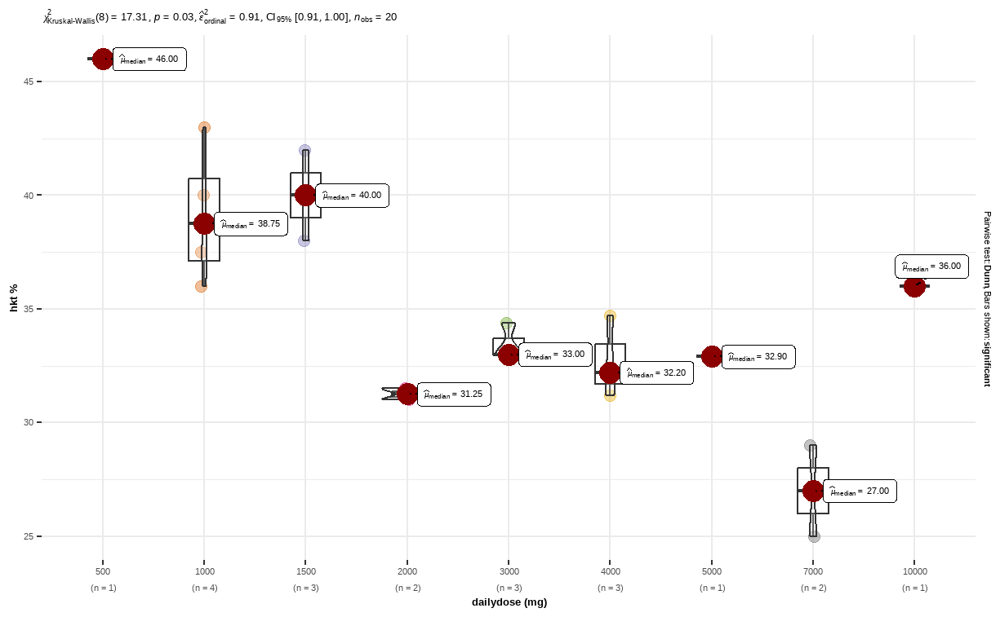 χ²Kruskal-Wallis(8) = 17.31, p = 0.03, ε̂²ordinal = 0.91, CI95% [0.91, 1.00], nobs = 20
μ̂median = 46.00
45
40
μ̂median = 40.00
μ̂median = 38.75
μ̂median = 36.00
35
μ̂median = 33.00
μ̂median = 32.90
μ̂median = 32.20
μ̂median = 31.25
30
μ̂median = 27.00
25
hkt %
Pairwise test: Dunn, Bars shown: significant
500 1000 1500 2000 3000 4000 5000 7000 10000
(n = 1) (n = 4) (n = 3) (n = 2) (n = 3) (n = 3) (n = 1) (n = 2) (n = 1)
dailydose (mg)